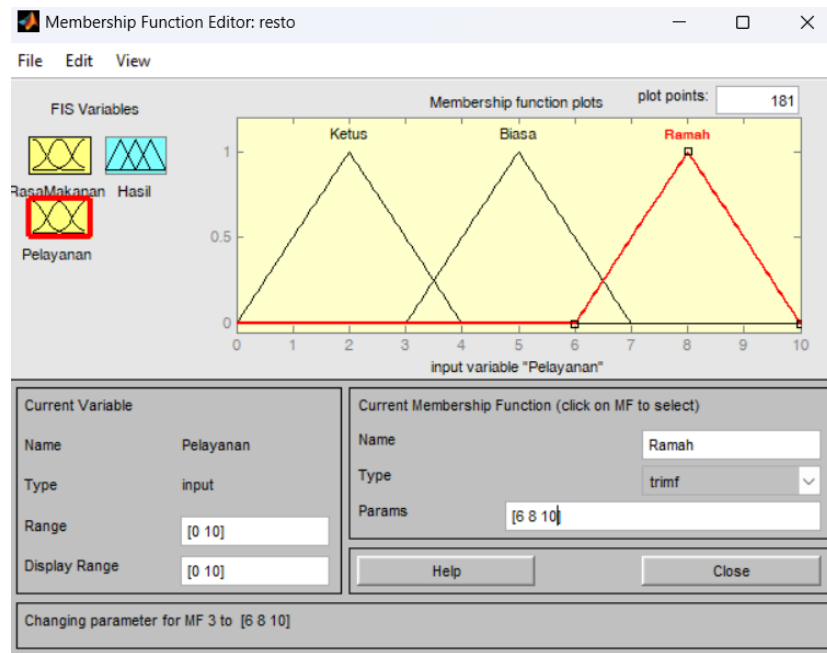 Membership Function Editor: resto
File Edit View
FIS Variables
RasaMakanan Hasil
Pelayanan
Membership function plots plot points: 181
Ketus Biasa Ramah
1
0.5
0
0 1 2 3 4 5 6 7 8 9 10
input variable "Pelayanan"
Current Variable
Name Pelayanan
Type input
Range [0 10]
Display Range [0 10]
Current Membership Function (click on MF to select)
Name Ramah
Type trimf
Params [6 8 10]
Help Close
Changing parameter for MF 3 to [6 8 10]